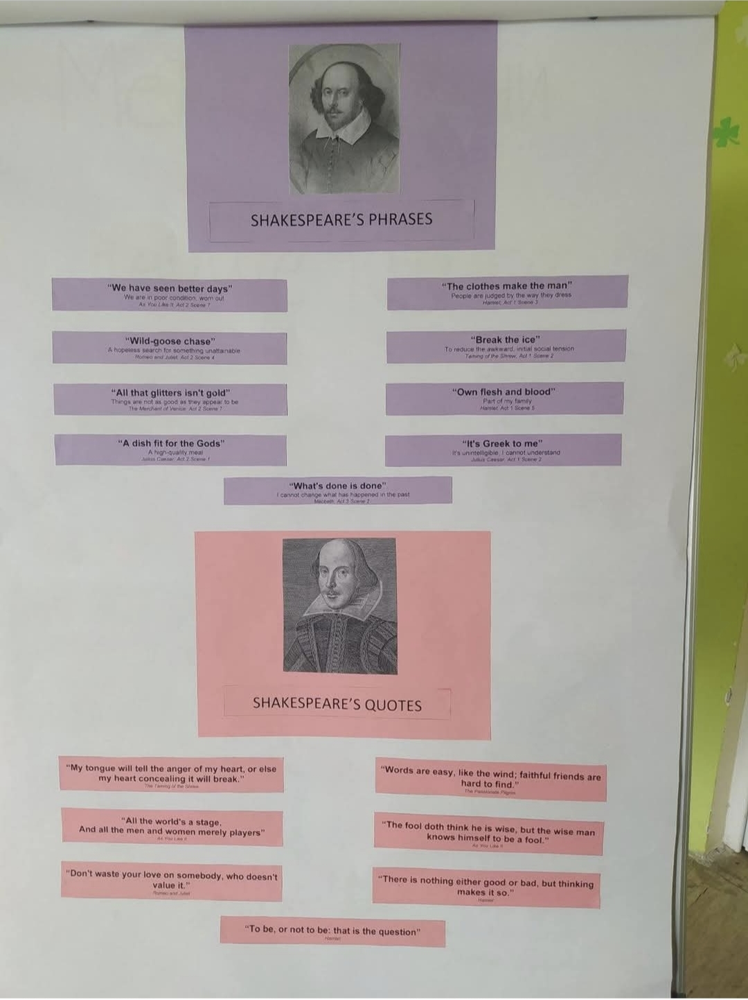 SHAKESPEARE'S PHRASES
"We have seen better days"
We are in poor condition, worn out
As You Like It, Act 2 Scene 7
"The clothes make the man"
People are judged by the way they dress
Hamlet, Act 1 Scene 3
"Wild-goose chase"
A hopeless search for something unattainable
Romeo and Juliet, Act 2 Scene 4
"Break the ice"
To reduce the awkward, initial social tension
Taming of the Shrew, Act 1 Scene 2
"All that glitters isn't gold"
Things are not as good as they appear to be
The Merchant of Venice Act 2 Scene 7
"Own flesh and blood"
Part of my family
Hamlet, Act 1 Scene 5
"A dish fit for the Gods"
A high-quality meal
Julius Caesar, Act 2 Scene 1
"It's Greek to me"
It's unintelligible, I cannot understand
Julius Caesar, Act 1 Scene 2
"What's done is done"
I cannot change what has happened in the past
Macbeth, Act 3 Scene 2
SHAKESPEARE'S QUOTES
"My tongue will tell the anger of my heart, or else
my heart concealing it will break."
The Taming of the Shrew
"Words are easy, like the wind; faithful friends are
hard to find."
The Passionate Pilgrim
"All the world's a stage,
And all the men and women merely players"
As You Like It
"The fool doth think he is wise, but the wise man
knows himself to be a fool."
As You Like It
"Don't waste your love on somebody, who doesn't
value it."
Romeo and Juliet
"There is nothing either good or bad, but thinking
makes it so."
Hamlet
"To be, or not to be: that is the question"
Hamlet